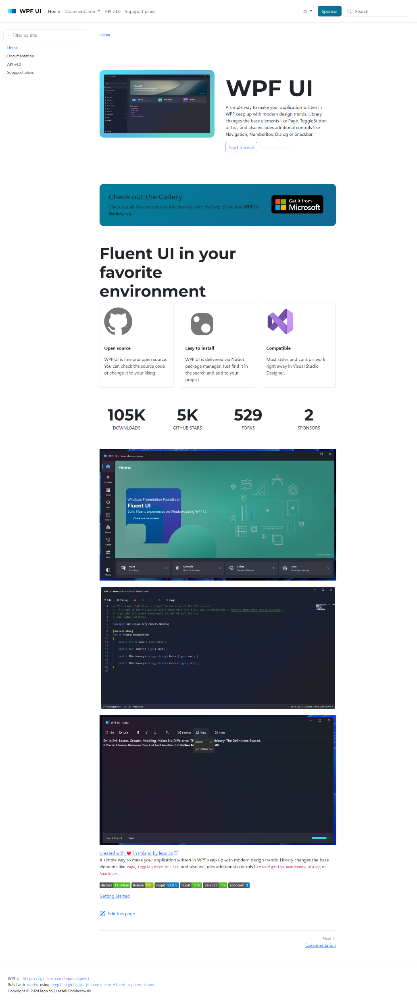 WPF UI
Home
Documentation
API v4.0
Suppport plans
Sponsor
Search
Filter by title
Home
Documentation
API v4.0
Suppport plans
Home
WPF UI
A simple way to make your application written in
WPF keep up with modern design trends. Library
changes the base elements like Page, ToggleButton
or List, and also includes additional controls like
Navigation, NumberBox, Dialog or Snackbar.
Start tutorial
Fluent UI
Check out the Gallery
Check out all the controls and functionality with the help of the free WPF UI
Gallery app.
Get it from
Microsoft
Fluent UI in your
favorite
environment
Open source
WPF UI is free and open source.
You can check the source code
or change it to your liking.
Easy to install
WPF UI is delivered via NuGet
package manager. Just find it in
the search and add to your
project.
Compatible
Most styles and controls work
right away in Visual Studio
Designer.
105K
DOWNLOADS
5K
GITHUB STARS
529
FORKS
2
SPONSORS
WPF UI - Fluent design system
Home
Controls
Input
Data
Buttons
Menus
Colors
Icons
Theme
Windows Presentation Foundation
Fluent UI
Build Fluent experiences on Windows using WPF UI.
Check out the controls
Created by lepo.co
Input
Form inputs
Controls
Fluent & Modern
Colors
Themes & Palette
Icons
Fluent System Icons
WPF UI - Monaco Editor (Visual Studio Code)
File Debug Help
1 // This Source Code Form is subject to the terms of the MIT License.
2 // If a copy of the MIT was not distributed with this file, You can obtain one at https://opensource.org/licenses/MIT.
3 // Copyright (C) Leszek Pomianowski and WPF UI Contributors.
4 // All Rights Reserved.
5
6 namespace Wpf.Ui.Gallery.Models.Monaco;
7
8 [Serializable]
9 public record MonacoTheme
10 {
11 public string Base { get; init; }
12
13 public bool Inherit { get; init; }
14
15 public IDictionary<string, string> Rules { get; init; }
16
17 public IDictionary<string, string> Colors { get; init; }
18 }
19
Development*
Wpf.Ui.sln
Ln 45, Col 30 Spaces: 2 UTF8 with BOM C#
WPF UI - Editor
File Edit B I U Format View Help
Evil Is Evil. Lesser, Greater, Middling, Makes No Difference. Th rbitrary, The Definitions Blurred.
If I'm To Choose Between One Evil And Another, I'd Rather N All.
Zoom
Status bar
Line: 1, Char: 0
Draft
Created with ❤️ in Poland by lepo.co
A simple way to make your application written in WPF keep up with modern design trends. Library changes the base
elements like Page, ToggleButton or List, and also includes additional controls like Navigation, NumberBox, Dialog or
Snackbar.
discord 11 online license MIT nuget v3.0.5 nuget 378k vs-2022 35k sponsors 3
Getting Started
Edit this page
Next
Documentation
WPF UI https://github.com/lepoco/wpfui
Build with docfx using deepl highlight.js bootstrap fluent-system-icons
Copyright © 2024 lepo.co | Leszek Pomianowski